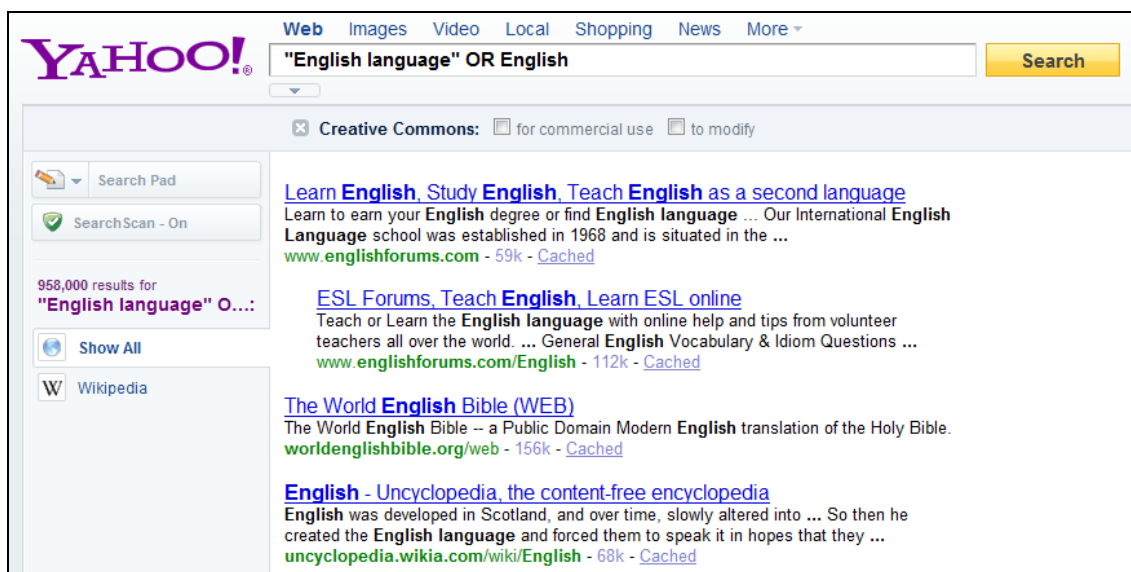 Web Images Video Local Shopping News More
YAHOO!®
"English language" OR English
Search
Creative Commons: for commercial use to modify
Search Pad
SearchScan - On
958,000 results for
"English language" O...:
Show All
W Wikipedia
Learn English, Study English, Teach English as a second language
Learn to earn your English degree or find English language ... Our International English
Language school was established in 1968 and is situated in the ...
www.englishforums.com - 59k - Cached
ESL Forums, Teach English, Learn ESL online
Teach or Learn the English language with online help and tips from volunteer
teachers all over the world. ... General English Vocabulary & Idiom Questions ...
www.englishforums.com/English - 112k - Cached
The World English Bible (WEB)
The World English Bible -- a Public Domain Modern English translation of the Holy Bible.
worldenglishbible.org/web - 156k - Cached
English - Uncyclopedia, the content-free encyclopedia
English was developed in Scotland, and over time, slowly altered into ... So then he
created the English language and forced them to speak it in hopes that they ...
uncyclopedia.wikia.com/wiki/English - 68k - Cached